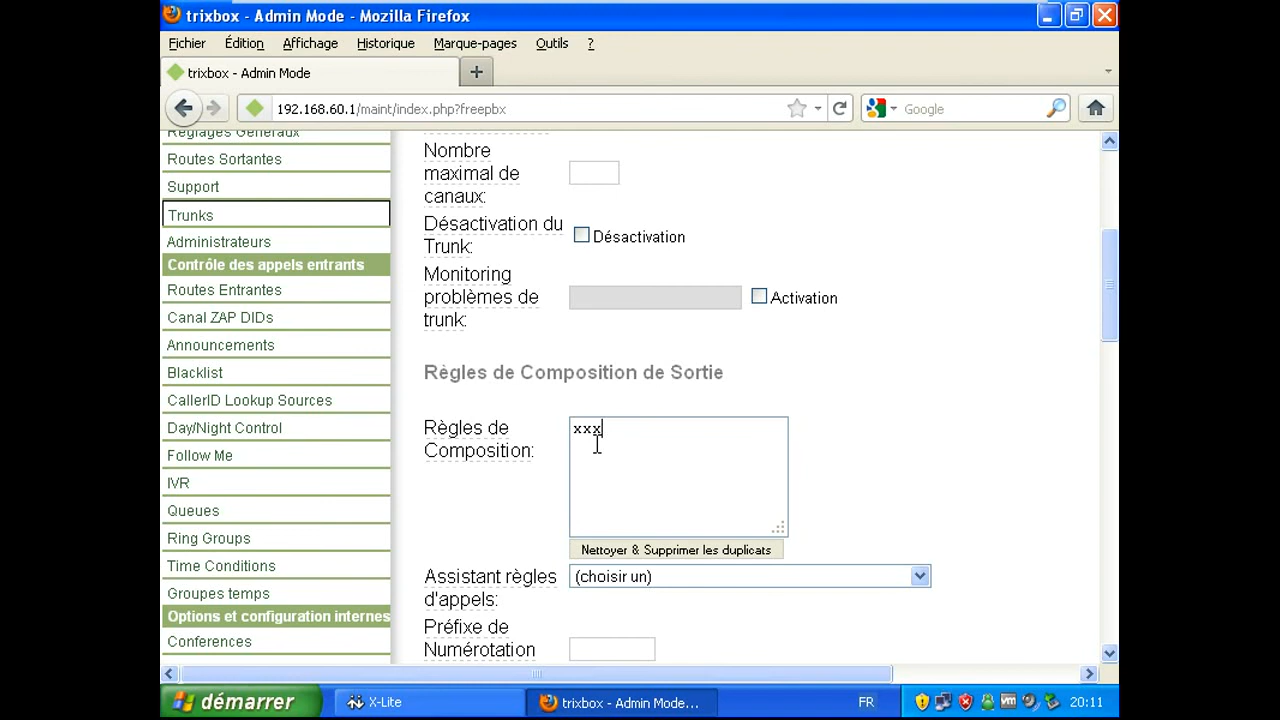 trixbox - Admin Mode - Mozilla Firefox
Fichier Édition Affichage Historique Marque-pages Outils ?
trixbox - Admin Mode
192.168.60.1/maint/index.php?freepbx
Google
Réglages Généraux
Routes Sortantes
Support
Trunks
Administrateurs
Contrôle des appels entrants
Routes Entrantes
Canal ZAP DIDs
Announcements
Blacklist
CallerID Lookup Sources
Day/Night Control
Follow Me
IVR
Queues
Ring Groups
Time Conditions
Groupes temps
Options et configuration internes
Conferences
Nombre
maximal de
canaux:
Désactivation du
Trunk:
Désactivation
Monitoring
problèmes de
trunk:
Activation
Règles de Composition de Sortie
Règles de
Composition:
xxx
Nettoyer & Supprimer les duplicats
Assistant règles
d'appels:
(choisir un)
Préfixe de
Numérotation
démarrer
X-Lite
trixbox - Admin Mode...
FR
20:11